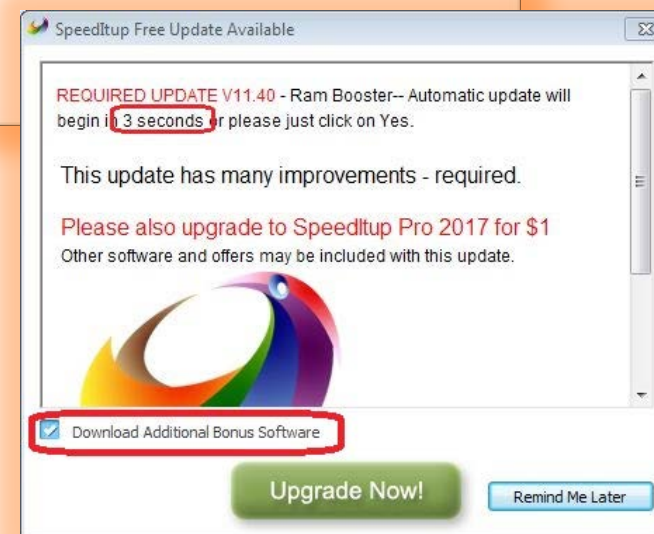 SpeedItup Free Update Available
REQUIRED UPDATE V11.40 - Ram Booster-- Automatic update will
begin in 3 seconds or please just click on Yes.
This update has many improvements - required.
Please also upgrade to SpeedItup Pro 2017 for $1
Other software and offers may be included with this update.
Download Additional Bonus Software
Upgrade Now!
Remind Me Later